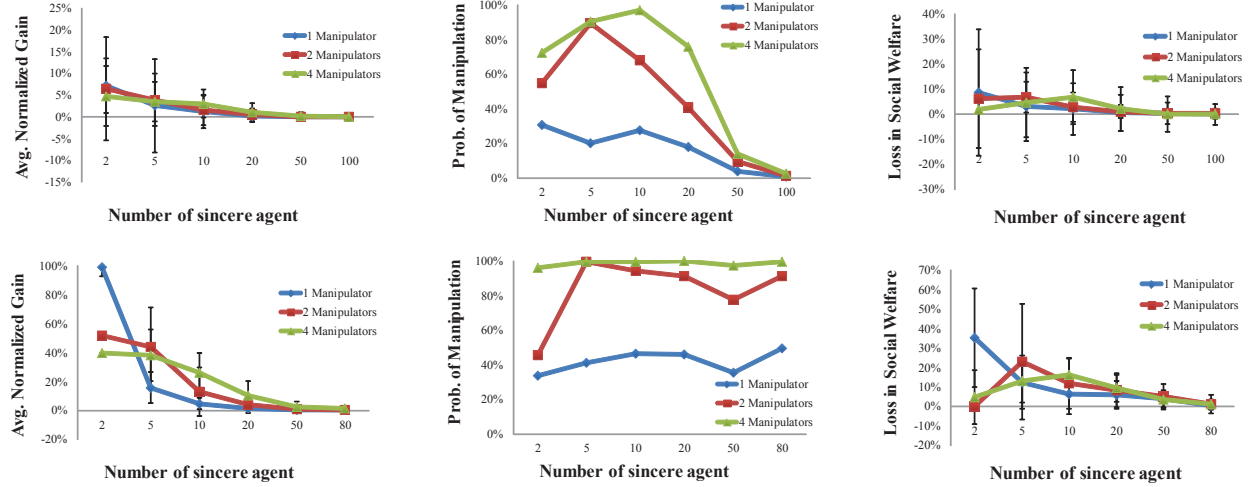 Avg. Normalized Gain
25%
20%
15%
10%
5%
0%
-5%
-10%
-15%
1 Manipulator
2 Manipulators
4 Manipulators
2 5 10 20 50 100
Number of sincere agent
Prob. of Manipulation
100%
80%
60%
40%
20%
0%
1 Manipulator
2 Manipulators
4 Manipulators
2 5 10 20 50 100
Number of sincere agent
Loss in Social Welfare
40%
30%
20%
10%
0%
-10%
-20%
-30%
1 Manipulator
2 Manipulators
4 Manipulators
2 5 10 20 50 100
Number of sincere agent
Avg. Normalized Gain
100%
80%
60%
40%
20%
0%
-20%
1 Manipulator
2 Manipulators
4 Manipulators
2 5 10 20 50 80
Number of sincere agent
Prob. of Manipulation
100%
80%
60%
40%
20%
0%
1 Manipulator
2 Manipulators
4 Manipulators
2 5 10 20 50 80
Number of sincere agent
Loss in Social Welfare
70%
60%
50%
40%
30%
20%
10%
0%
-10%
-20%
1 Manipulator
2 Manipulators
4 Manipulators
2 5 10 20 50 80
Number of sincere agent